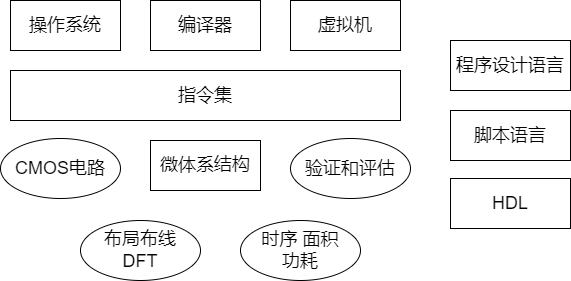 操作系统
编译器
虚拟机
指令集
CMOS电路
微体系结构
验证和评估
布局布线
DFT
时序 面积
功耗
程序设计语言
脚本语言
HDL